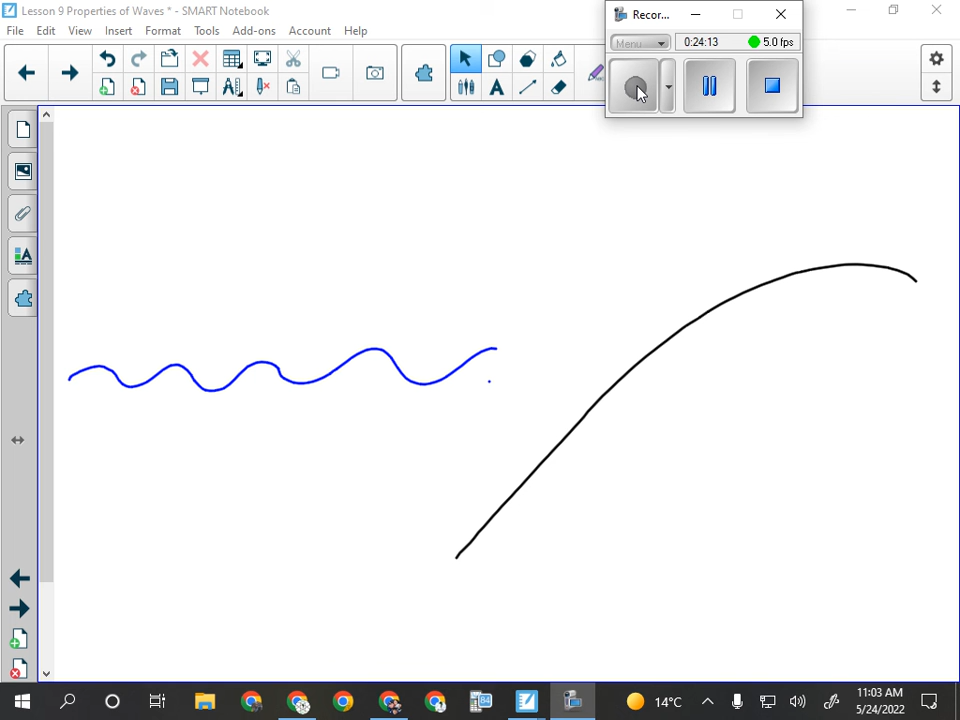 Lesson 9 Properties of Waves * - SMART Notebook
File Edit View Insert Format Tools Add-ons Account Help
Recor...
Menu 0:24:13 5.0 fps
A
A
84
14°C
11:03 AM
5/24/2022